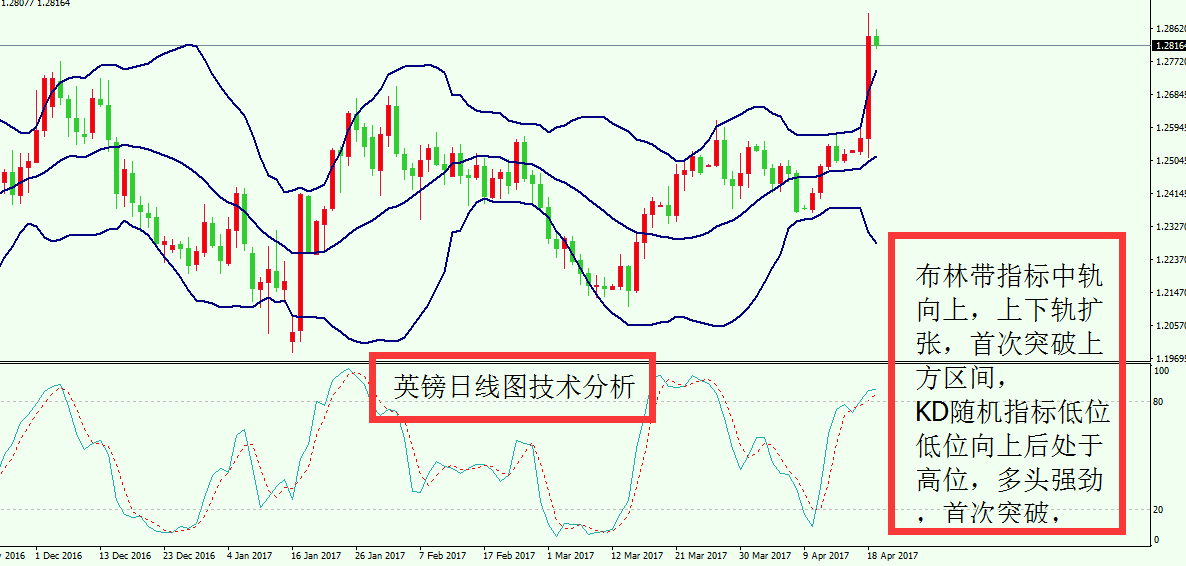 1.28077 1.28164
1.28620
1.28164
1.27720
1.26845
1.25945
1.25045
1.24145
1.23270
1.22370
1.21470
1.20570
1.19695
布林带指标中轨
向上，上下轨扩
张，首次突破上
方区间，
KD随机指标低位
低位向上后处于
高位，多头强劲
，首次突破，
英镑日线图技术分析
100
80
20
0
2016 1 Dec 2016 13 Dec 2016 23 Dec 2016 4 Jan 2017 16 Jan 2017 26 Jan 2017 7 Feb 2017 17 Feb 2017 1 Mar 2017 12 Mar 2017 21 Mar 2017 30 Mar 2017 9 Apr 2017 18 Apr 2017